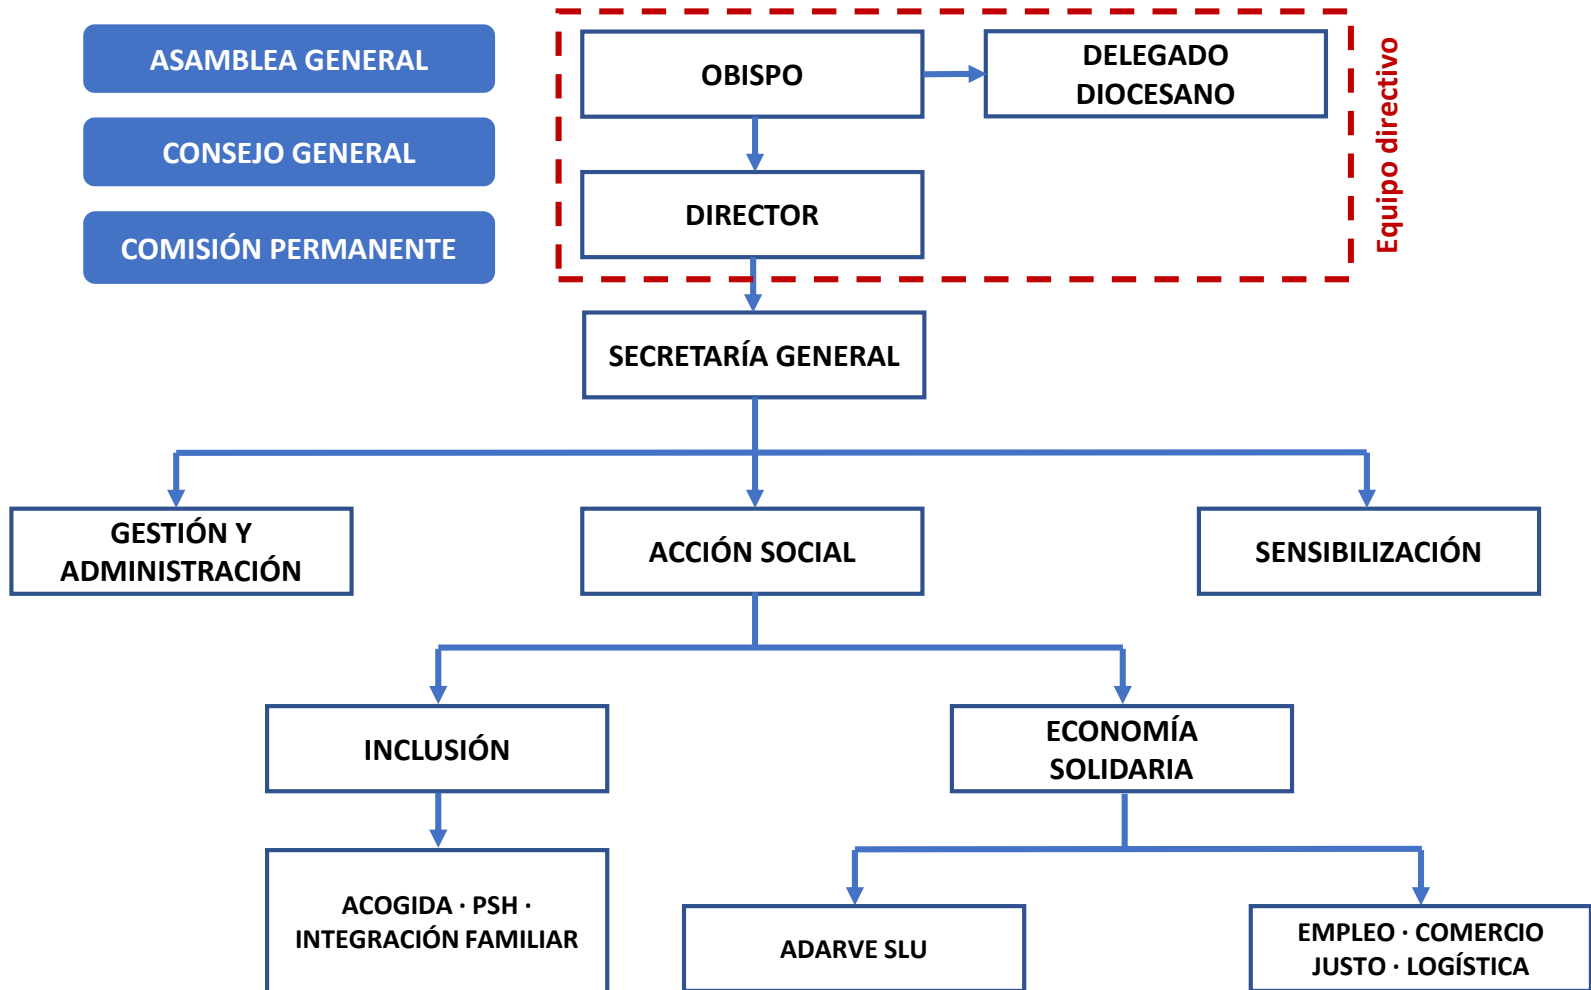 ASAMBLEA GENERAL
CONSEJO GENERAL
COMISIÓN PERMANENTE
OBISPO
DELEGADO
DIOCESANO
DIRECTOR
Equipo directivo
SECRETARÍA GENERAL
GESTIÓN Y
ADMINISTRACIÓN
ACCIÓN SOCIAL
SENSIBILIZACIÓN
INCLUSIÓN
ECONOMÍA
SOLIDARIA
ACOGIDA · PSH ·
INTEGRACIÓN FAMILIAR
ADARVE SLU
EMPLEO · COMERCIO
JUSTO · LOGÍSTICA